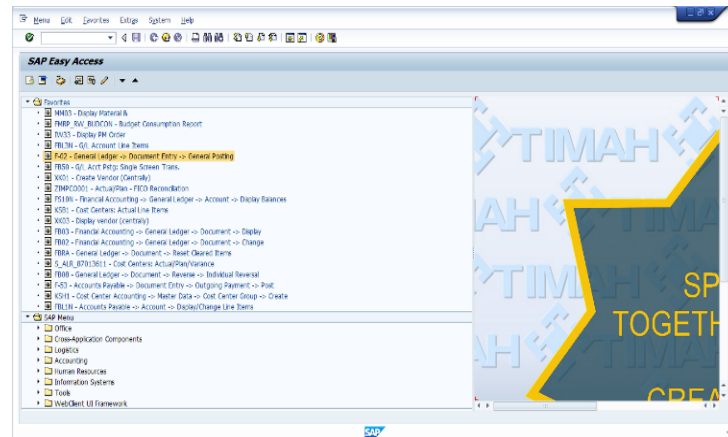 Menu Edit Favorites Extras System Help
SAP Easy Access
Favorites
MM03 - Display Material &
FMRP_RW_BUDCON - Budget Consumption Report
IW33 - Display PM Order
FBL3N - G/L Account Line Items
F-02 - General Ledger -> Document Entry -> General Posting
FB50 - G/L Acct Pstg: Single Screen Trans.
XK01 - Create Vendor (Centrally)
ZIMPCO001 - Actual/Plan - FICO Reconciliation
FS10N - Financial Accounting -> General Ledger -> Account -> Display Balances
KSB1 - Cost Centers: Actual Line Items
XK03 - Display vendor (centrally)
FB03 - Financial Accounting -> General Ledger -> Document -> Display
FB02 - Financial Accounting -> General Ledger -> Document -> Change
FBRA - General Ledger -> Document -> Reset Cleared Items
S_ALR_87013611 - Cost Centers: Actual/Plan/Variance
FB08 - General Ledger -> Document -> Reverse -> Individual Reversal
F-53 - Accounts Payable -> Document Entry -> Outgoing Payment -> Post
KSH1 - Cost Center Accounting -> Master Data -> Cost Center Group -> Create
FBL1N - Accounts Payable -> Account -> Display/Change Line Items
SAP Menu
Office
Cross-Application Components
Logistics
Accounting
Human Resources
Information Systems
Tools
WebClient UI Framework
TIMAH
AH
TIM
SP
TOGETH
AH
TIMA
CREA
SAP